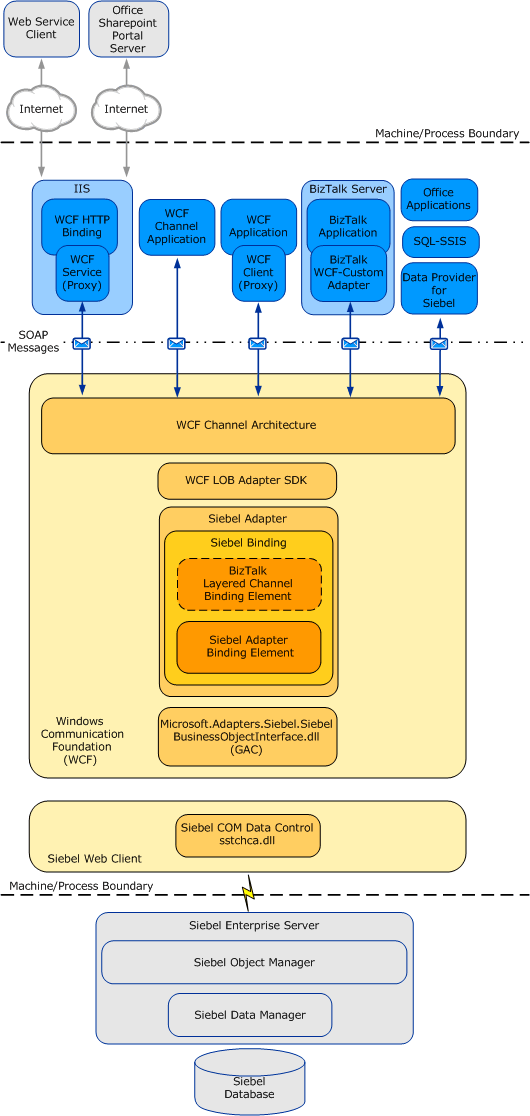 Web Service
Client
Office
Sharepoint
Portal
Server
Internet
Internet
Machine/Process Boundary
IIS
WCF HTTP
Binding
WCF
Service
(Proxy)
WCF
Channel
Application
WCF
Application
WCF
Client
(Proxy)
BizTalk Server
BizTalk
Application
BizTalk
WCF-Custom
Adapter
Office
Applications
SQL-SSIS
Data Provider
for
Siebel
SOAP
Messages
WCF Channel Architecture
WCF LOB Adapter SDK
Siebel Adapter
Siebel Binding
BizTalk
Layered Channel
Binding Element
Siebel Adapter
Binding Element
Microsoft.Adapters.Siebel.Siebel
BusinessObjectInterface.dll
(GAC)
Windows
Communication
Foundation
(WCF)
Siebel COM Data Control
sstchca.dll
Siebel Web Client
Machine/Process Boundary
Siebel Enterprise Server
Siebel Object Manager
Siebel Data Manager
Siebel
Database